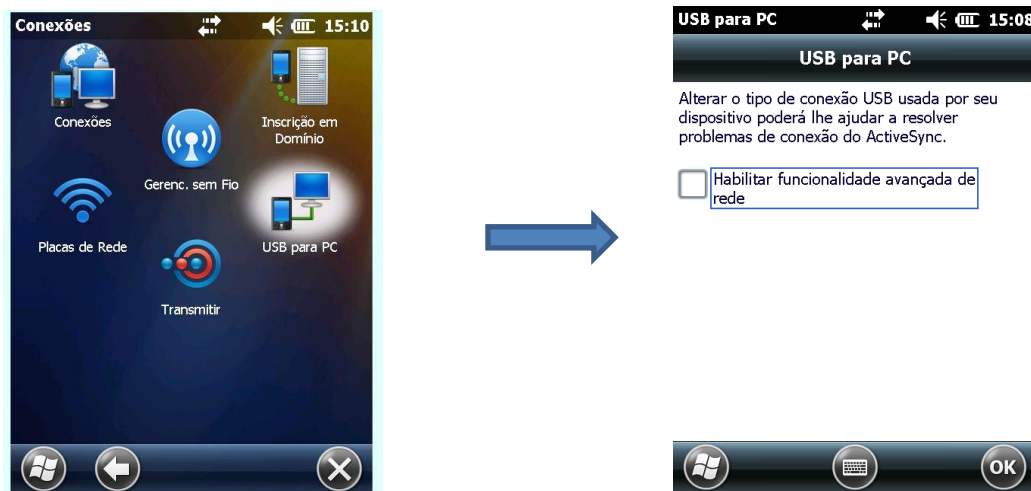 Conexões 15:10
Conexões
Inscrição em
Domínio
Gerenc. sem Fio
Placas de Rede
USB para PC
Transmitir
USB para PC 15:08
USB para PC
Alterar o tipo de conexão USB usada por seu
dispositivo poderá lhe ajudar a resolver
problemas de conexão do ActiveSync.
Habilitar funcionalidade avançada de
rede
OK